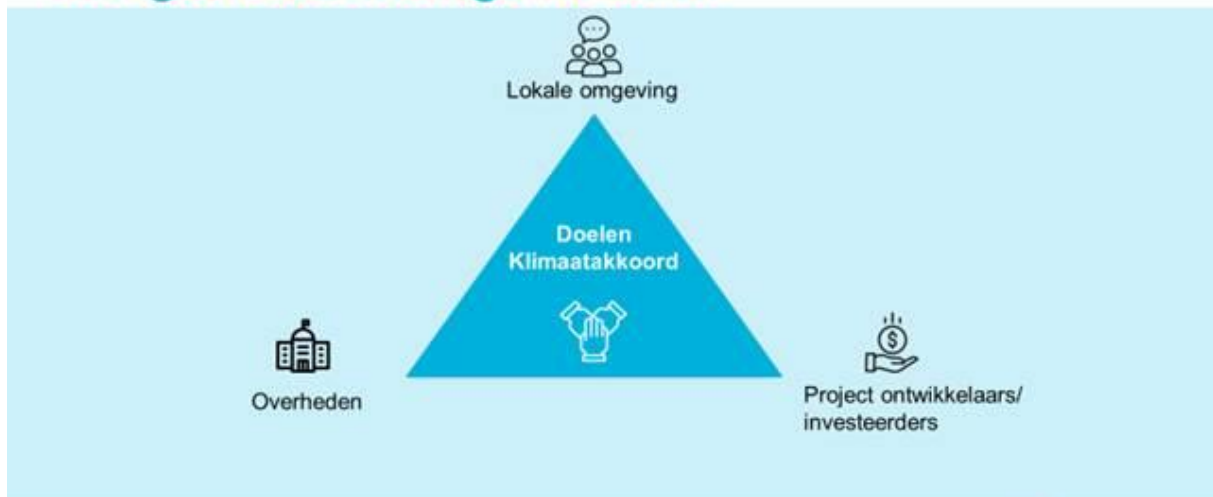 Lokale omgeving
Doelen
Klimaatakkoord
Overheden
Project ontwikkelaars/
investeerders